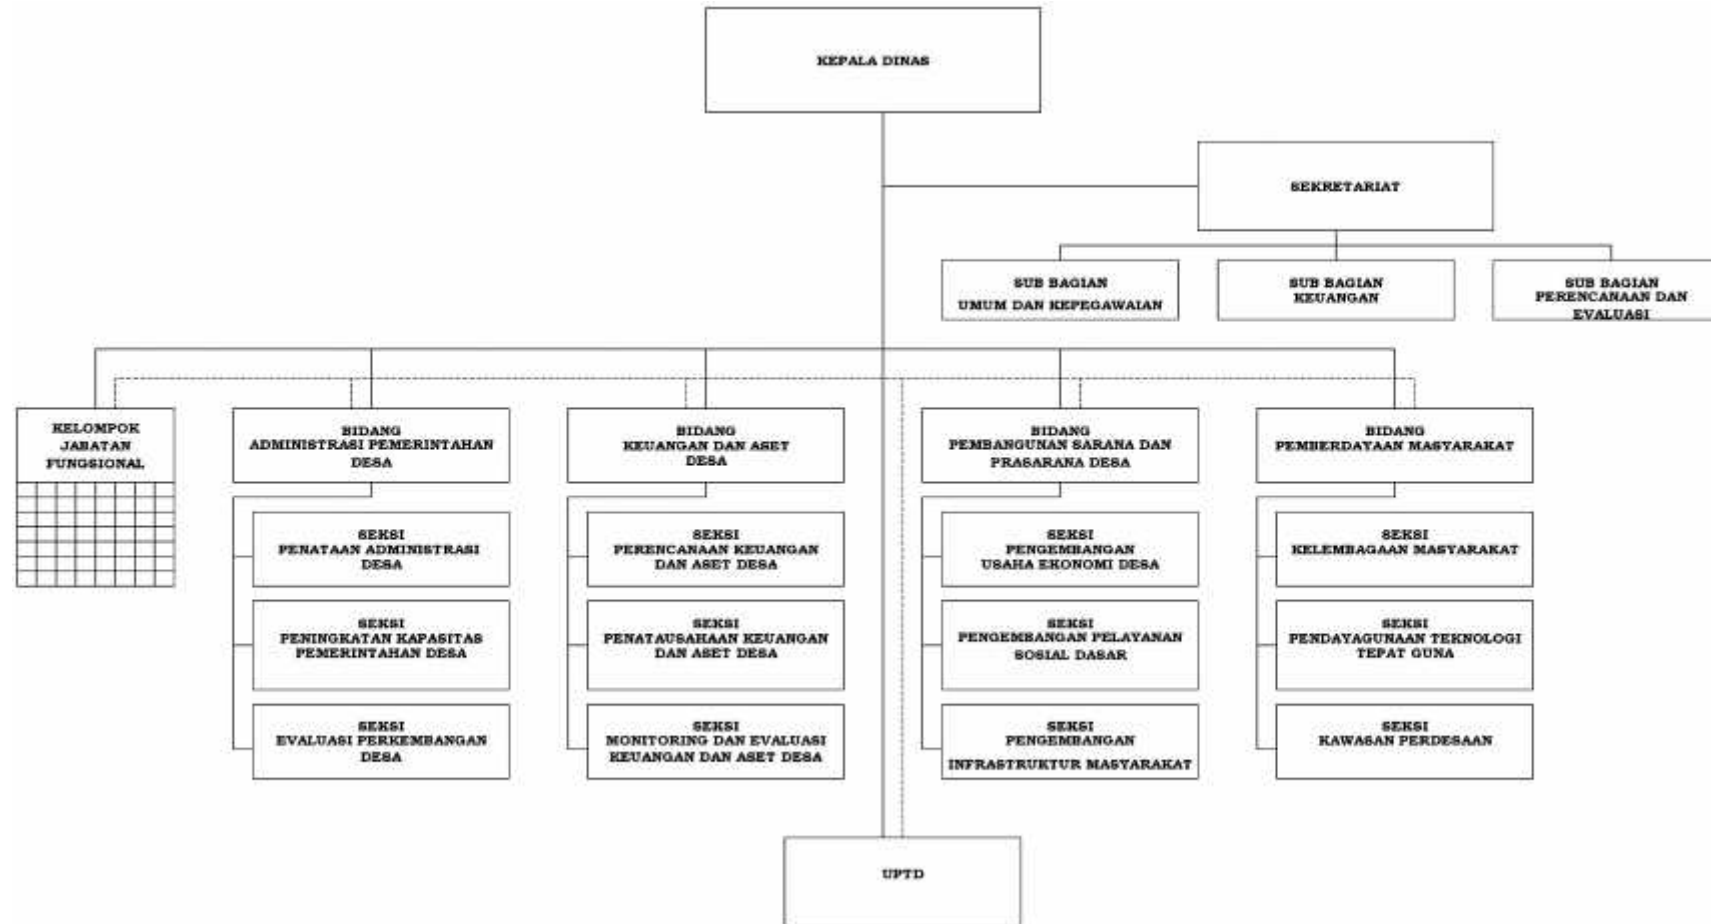 KEPALA DINAS
SEKRETARIAT
SUB BAGIAN
UMUM DAN KEPEGAWAIAN
SUB BAGIAN
KEUANGAN
SUB BAGIAN
PERENCANAAN DAN
EVALUASI
KELOMPOK
JABATAN
FUNGSIONAL
BIDANG
ADMINISTRASI PEMERINTAHAN
DESA
BIDANG
KEUANGAN DAN ASET
DESA
BIDANG
PEMBANGUNAN SARANA DAN
PRASARANA DESA
BIDANG
PEMBERDAYAAN MASYARAKAT
SEKSI
PENATAAN ADMINISTRASI
DESA
SEKSI
PERENCANAAN KEUANGAN
DAN ASET DESA
SEKSI
PENGEMBANGAN
USAHA EKONOMI DESA
SEKSI
KELEMBAGAAN MASYARAKAT
SEKSI
PENINGKATAN KAPASITAS
PEMERINTAHAN DESA
SEKSI
PENATAUSAHAAN KEUANGAN
DAN ASET DESA
SEKSI
PENGEMBANGAN PELAYANAN
SOSIAL DASAR
SEKSI
PENDAYAGUNAAN TEKNOLOGI
TEPAT GUNA
SEKSI
EVALUASI PERKEMBANGAN
DESA
SEKSI
MONITORING DAN EVALUASI
KEUANGAN DAN ASET DESA
SEKSI
PENGEMBANGAN
INFRASTRUKTUR MASYARAKAT
SEKSI
KAWASAN PERDESAAN
UPTD